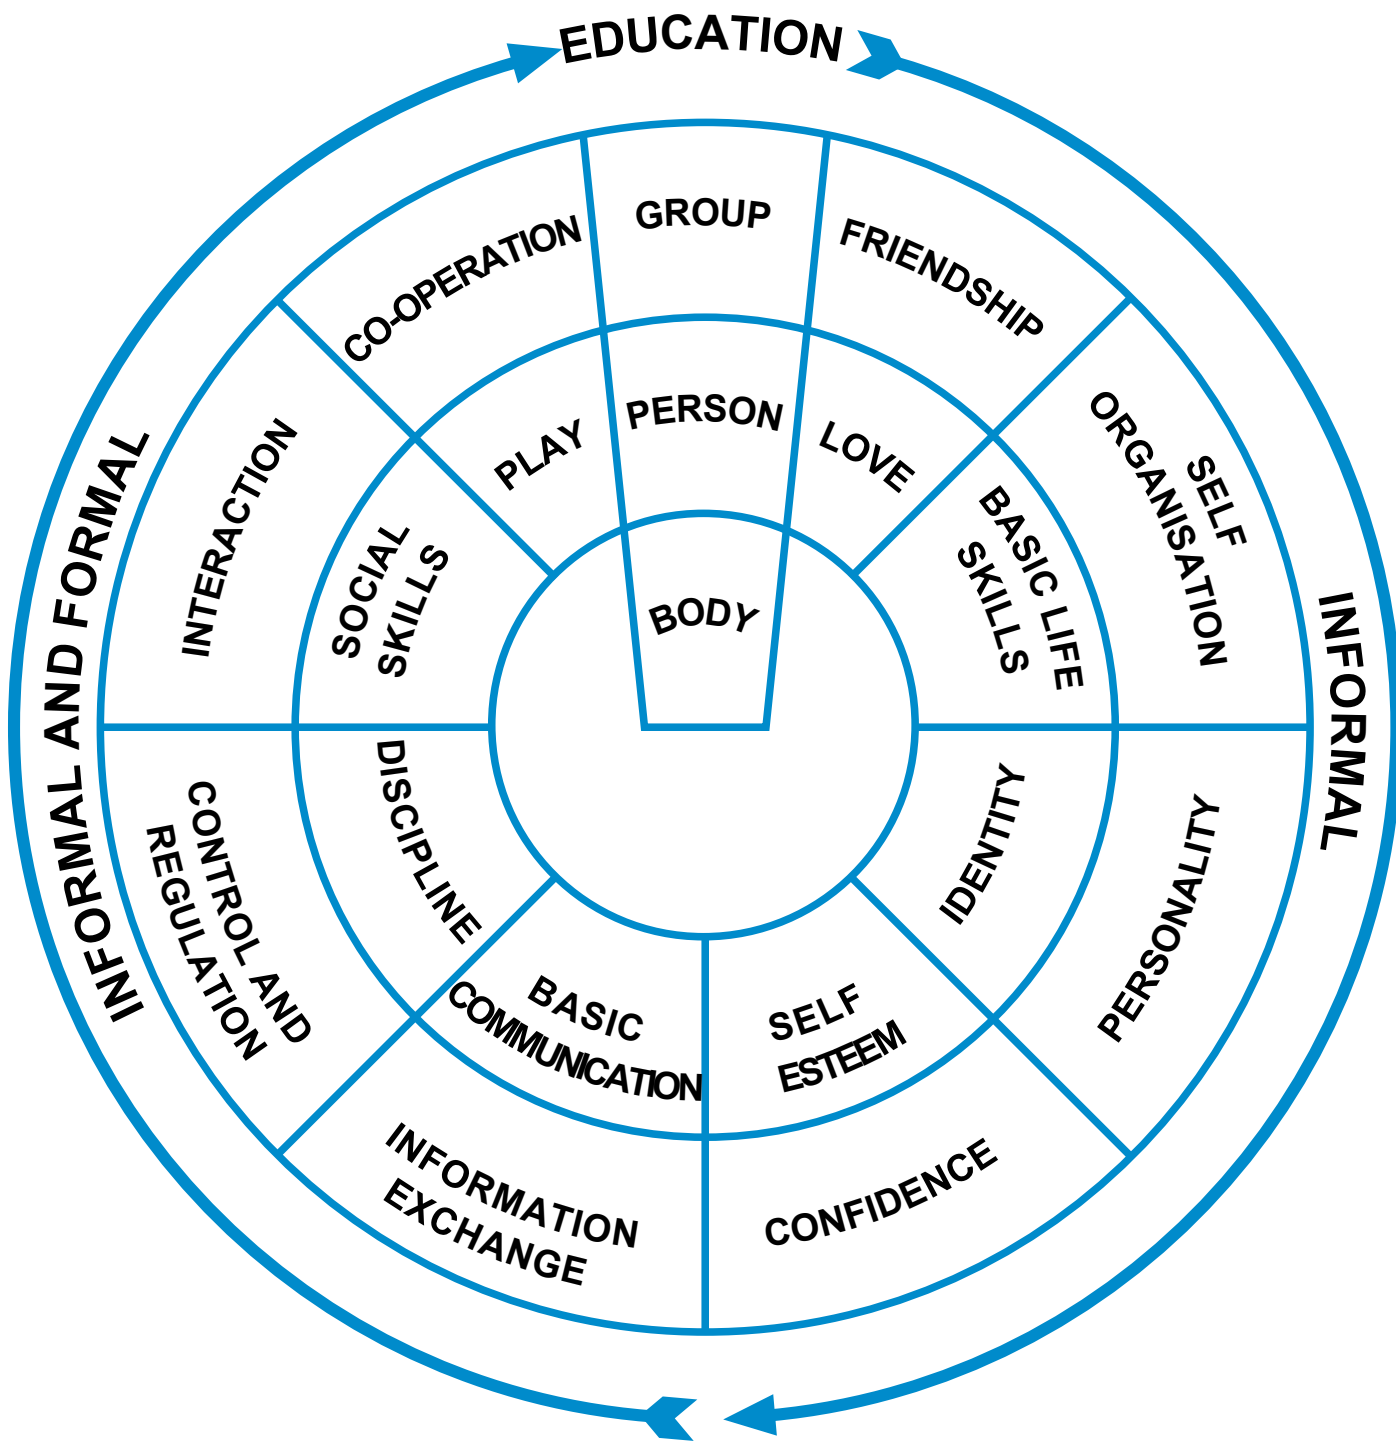 EDUCATION
GROUP
PERSON
BODY
FRIENDSHIP
LOVE
SELF
ORGANISATION
BASIC LIFE
SKILLS
INFORMAL
PERSONALITY
IDENTITY
CONFIDENCE
SELF
ESTEEM
INFORMATION
EXCHANGE
BASIC
COMMUNICATION
CONTROL AND
REGULATION
DISCIPLINE
INFORMAL AND FORMAL
INTERACTION
SOCIAL
SKILLS
CO-OPERATION
PLAY